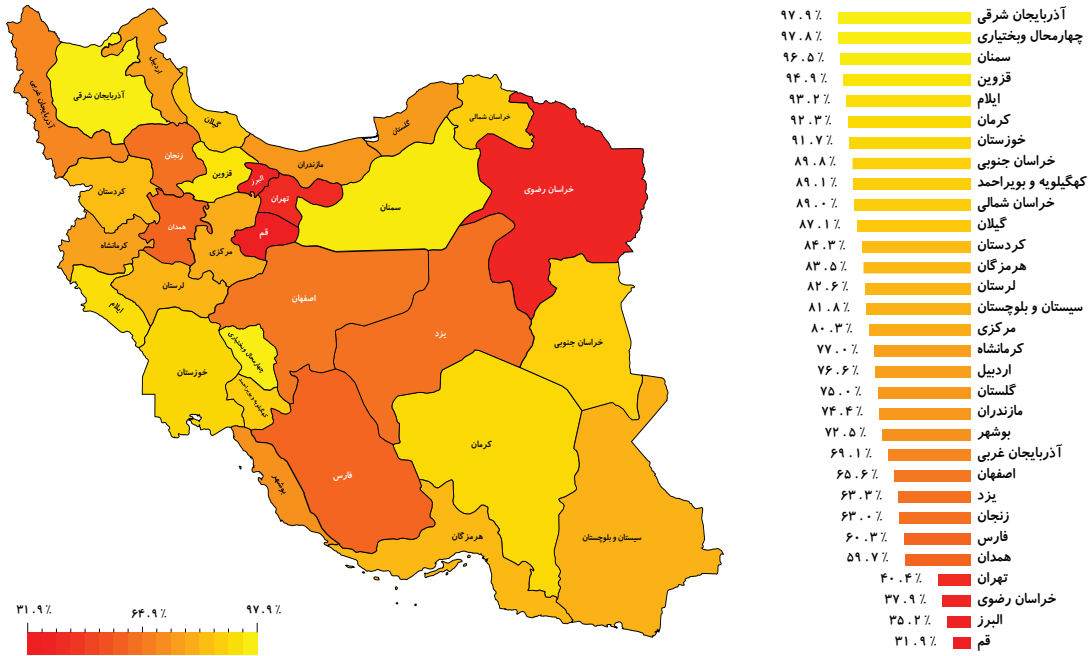 آذربایجان شرقی ۹۷.۹٪
چهارمحال وبختیاری ۹۷.۸٪
سمنان ۹۶.۵٪
قزوین ۹۴.۹٪
ایلام ۹۳.۲٪
کرمان ۹۲.۳٪
خوزستان ۹۱.۷٪
خراسان جنوبی ۸۹.۸٪
کهگیلویه و بویراحمد ۸۹.۱٪
خراسان شمالی ۸۹.۰٪
گیلان ۸۷.۱٪
کردستان ۸۴.۳٪
هرمزگان ۸۳.۵٪
لرستان ۸۲.۶٪
سیستان و بلوچستان ۸۱.۸٪
مرکزی ۸۰.۳٪
کرمانشاه ۷۷.۰٪
اردبیل ۷۶.۶٪
گلستان ۷۵.۰٪
مازندران ۷۴.۴٪
بوشهر ۷۲.۵٪
آذربایجان غربی ۶۹.۱٪
اصفهان ۶۵.۶٪
یزد ۶۳.۳٪
زنجان ۶۳.۰٪
فارس ۶۰.۳٪
همدان ۵۹.۷٪
تهران ۴۰.۴٪
خراسان رضوی ۳۷.۹٪
البرز ۳۵.۲٪
قم ۳۱.۹٪
اردبیل
آذربایجان شرقی
آذربایجان غربی
گیلان
خراسان شمالی
گلستان
زنجان
مازندران
قزوین
البرز
کردستان
خراسان رضوی
تهران
سمنان
همدان
قم
کرمانشاه
مرکزی
لرستان
اصفهان
ایلام
یزد
چهارمحال وبختیاری
خراسان جنوبی
خوزستان
کهگیلویه و بویراحمد
کرمان
فارس
بوشهر
هرمزگان
سیستان و بلوچستان
۳۱.۹٪ ۶۴.۹٪ ۹۷.۹٪